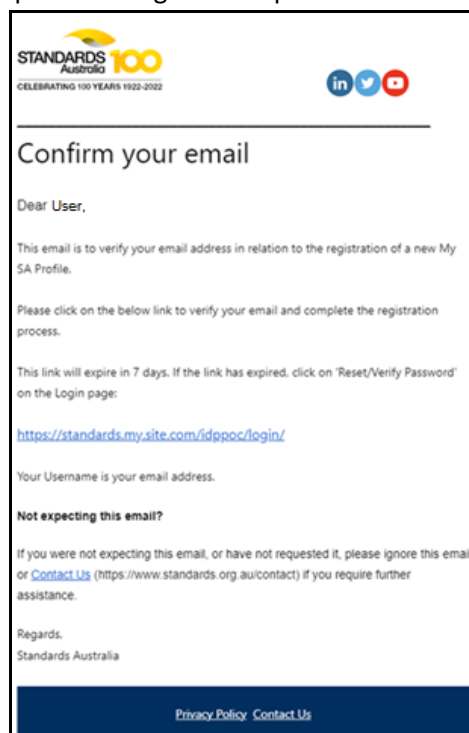 STANDARDS 100
Australia
CELEBRATING 100 YEARS 1922-2022
in
Confirm your email
Dear User,
This email is to verify your email address in relation to the registration of a new My
SA Profile.
Please click on the below link to verify your email and complete the registration
process.
This link will expire in 7 days. If the link has expired, click on 'Reset/Verify Password'
on the Login page:
https://standards.my.site.com/idppoc/login/
Your Username is your email address.
Not expecting this email?
If you were not expecting this email, or have not requested it, please ignore this email
or Contact Us (https://www.standards.org.au/contact) if you require further
assistance.
Regards,
Standards Australia
Privacy Policy Contact Us